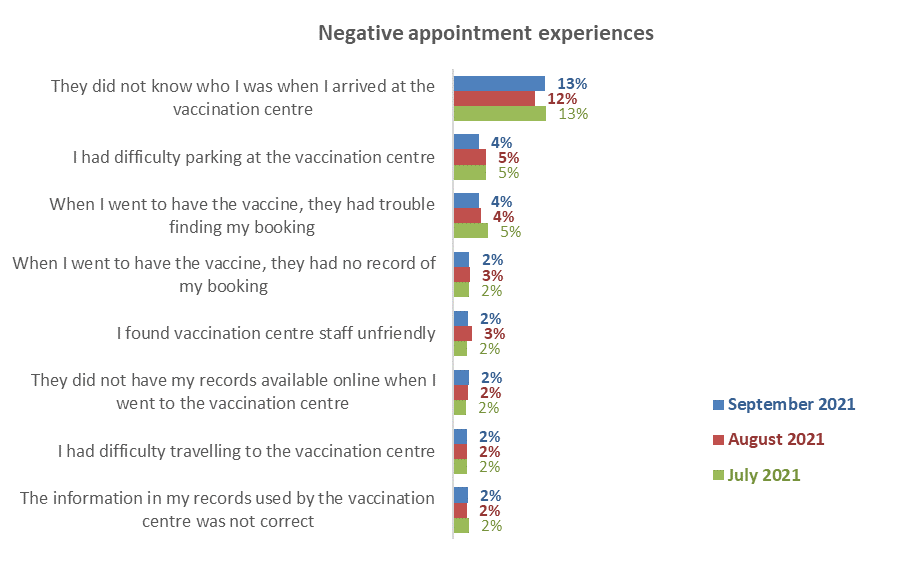 Negative appointment experiences
They did not know who I was when I arrived at the
vaccination centre
13%
12%
13%
I had difficulty parking at the vaccination centre
4%
5%
5%
When I went to have the vaccine, they had trouble
finding my booking
4%
4%
5%
When I went to have the vaccine, they had no record of
my booking
2%
3%
2%
I found vaccination centre staff unfriendly
2%
3%
2%
They did not have my records available online when I
went to the vaccination centre
2%
2%
2%
I had difficulty travelling to the vaccination centre
2%
2%
2%
The information in my records used by the vaccination
centre was not correct
2%
2%
2%
September 2021
August 2021
July 2021